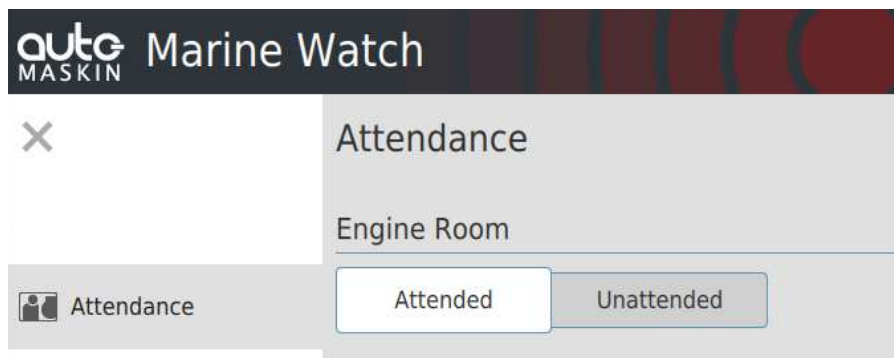 auto MASKIN Marine Watch
Attendance
Engine Room
Attendance
Attended Unattended